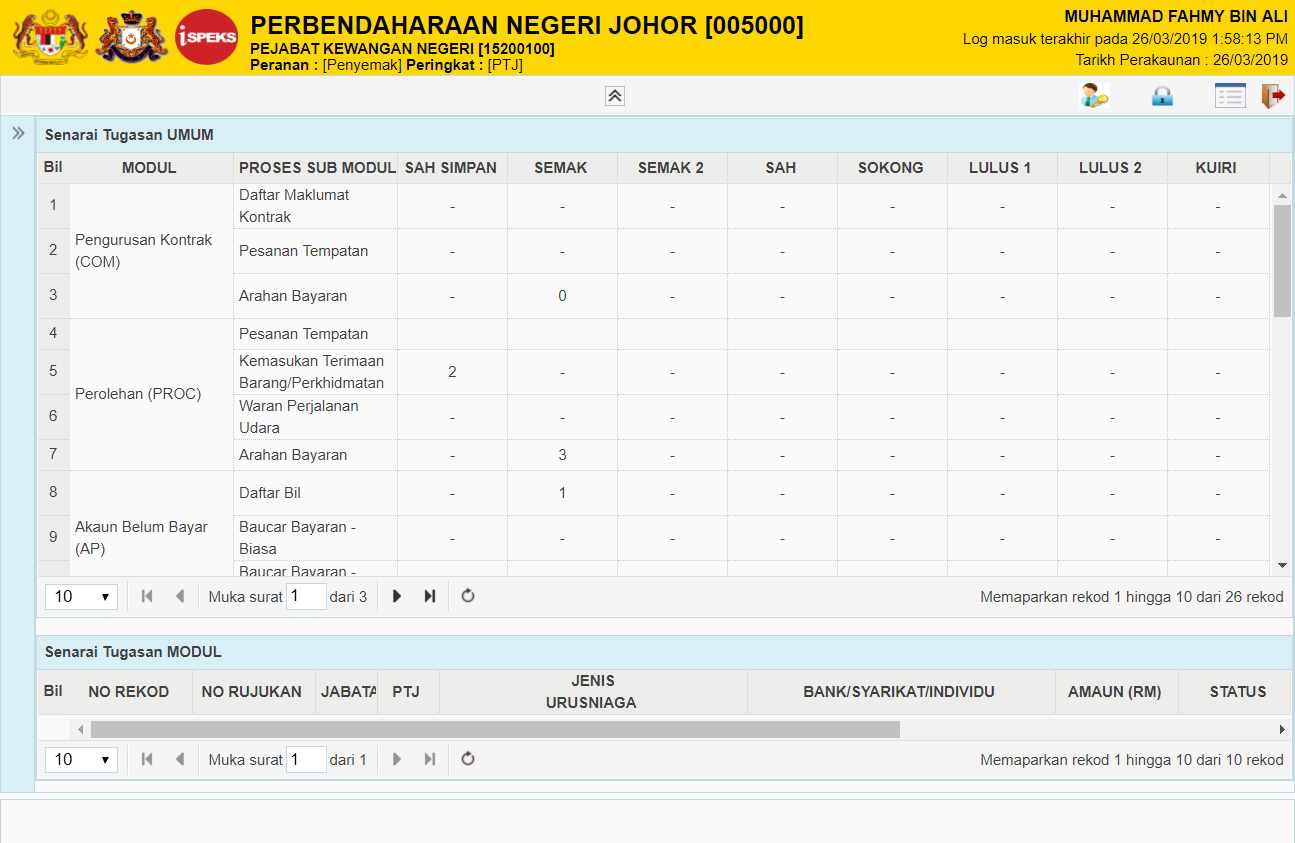 iSPEKS
PERBENDAHARAAN NEGERI JOHOR [005000]
PEJABAT KEWANGAN NEGERI [15200100]
Peranan : [Penyemak] Peringkat : [PTJ]
MUHAMMAD FAHMY BIN ALI
Log masuk terakhir pada 26/03/2019 1:58:13 PM
Tarikh Perakaunan : 26/03/2019
Senarai Tugasan UMUM
Bil MODUL PROSES SUB MODUL SAH SIMPAN SEMAK SEMAK 2 SAH SOKONG LULUS 1 LULUS 2 KUIRI
1 Daftar Maklumat
Kontrak - - - - - - - -
Pengurusan Kontrak
(COM)
2 Pesanan Tempatan - - - - - - - -
3 Arahan Bayaran - 0 - - - - - -
4 Pesanan Tempatan
Perolehan (PROC)
5 Kemasukan Terimaan
Barang/Perkhidmatan 2 - - - - - - -
6 Waran Perjalanan
Udara - - - - - - - -
7 Arahan Bayaran - 3 - - - - - -
8 Daftar Bil - 1 - - - - - -
Akaun Belum Bayar
(AP)
9 Baucar Bayaran -
Biasa - - - - - - - -
Baucar Bayaran -
10 Muka surat 1 dari 3 Memaparkan rekod 1 hingga 10 dari 26 rekod
Senarai Tugasan MODUL
Bil NO REKOD NO RUJUKAN JABATA PTJ JENIS
URUSNIAGA BANK/SYARIKAT/INDIVIDU AMAUN (RM) STATUS
10 Muka surat 1 dari 1 Memaparkan rekod 1 hingga 10 dari 10 rekod